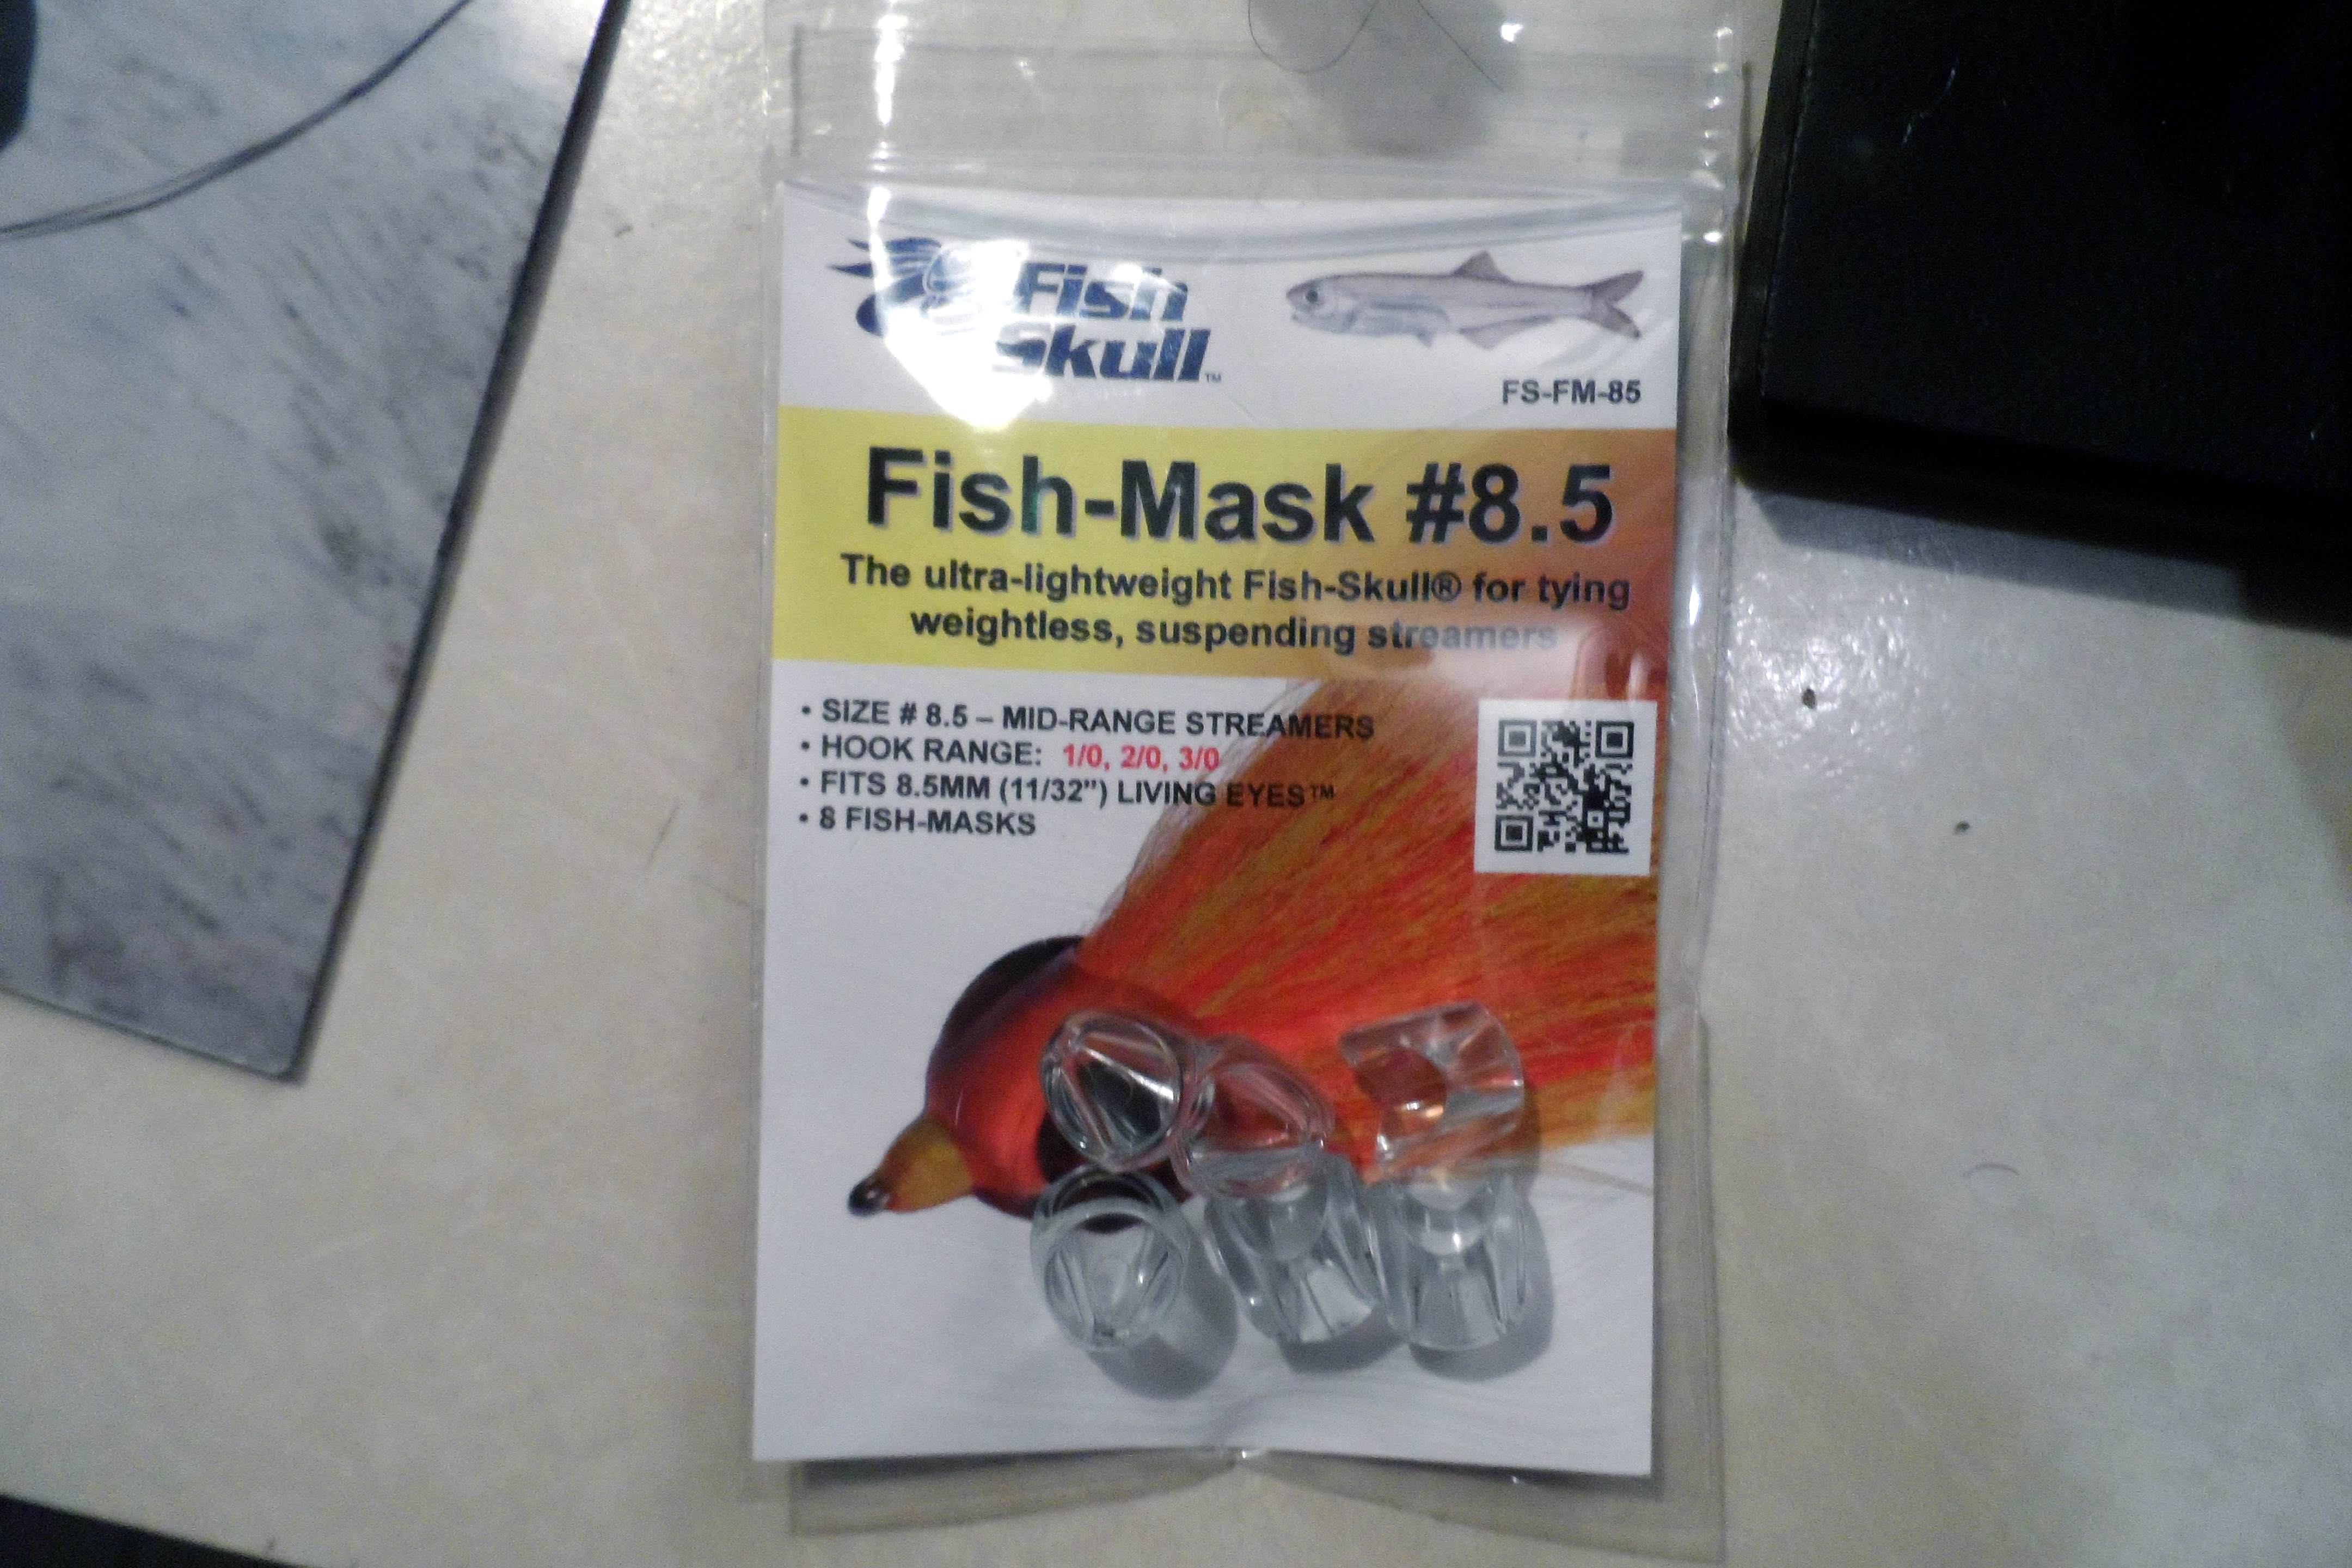 Fish
Skull™
FS-FM-85
Fish-Mask #8.5
The ultra-lightweight Fish-Skull® for tying
weightless, suspending streamers
• SIZE # 8.5 – MID-RANGE STREAMERS
• HOOK RANGE: 1/0, 2/0, 3/0
• FITS 8.5MM (11/32”) LIVING EYES™
• 8 FISH-MASKS